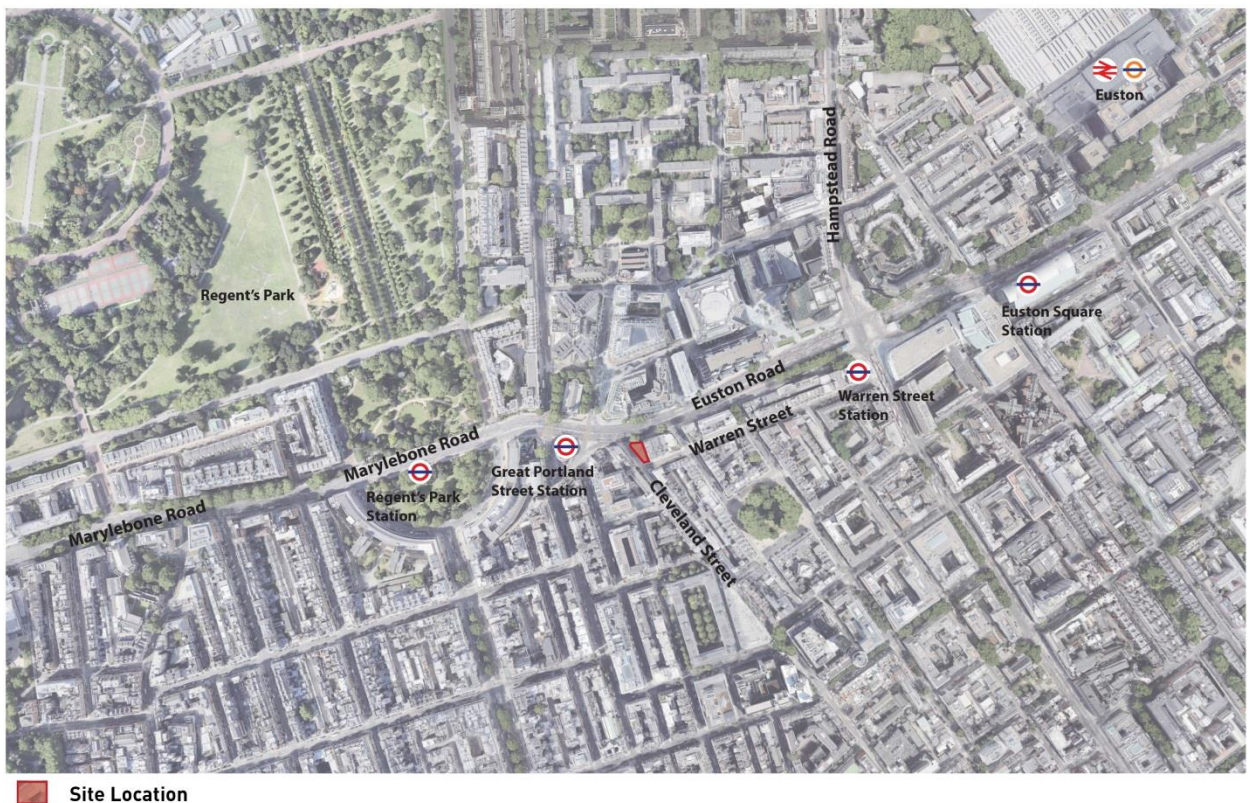 Euston
Hampstead Road
Regent's Park
Euston Square
Station
Euston Road
Warren Street
Station
Warren Street
Marylebone Road
Great Portland
Street Station
Regent's Park
Station
Cleveland Street
Marylebone Road
Site Location